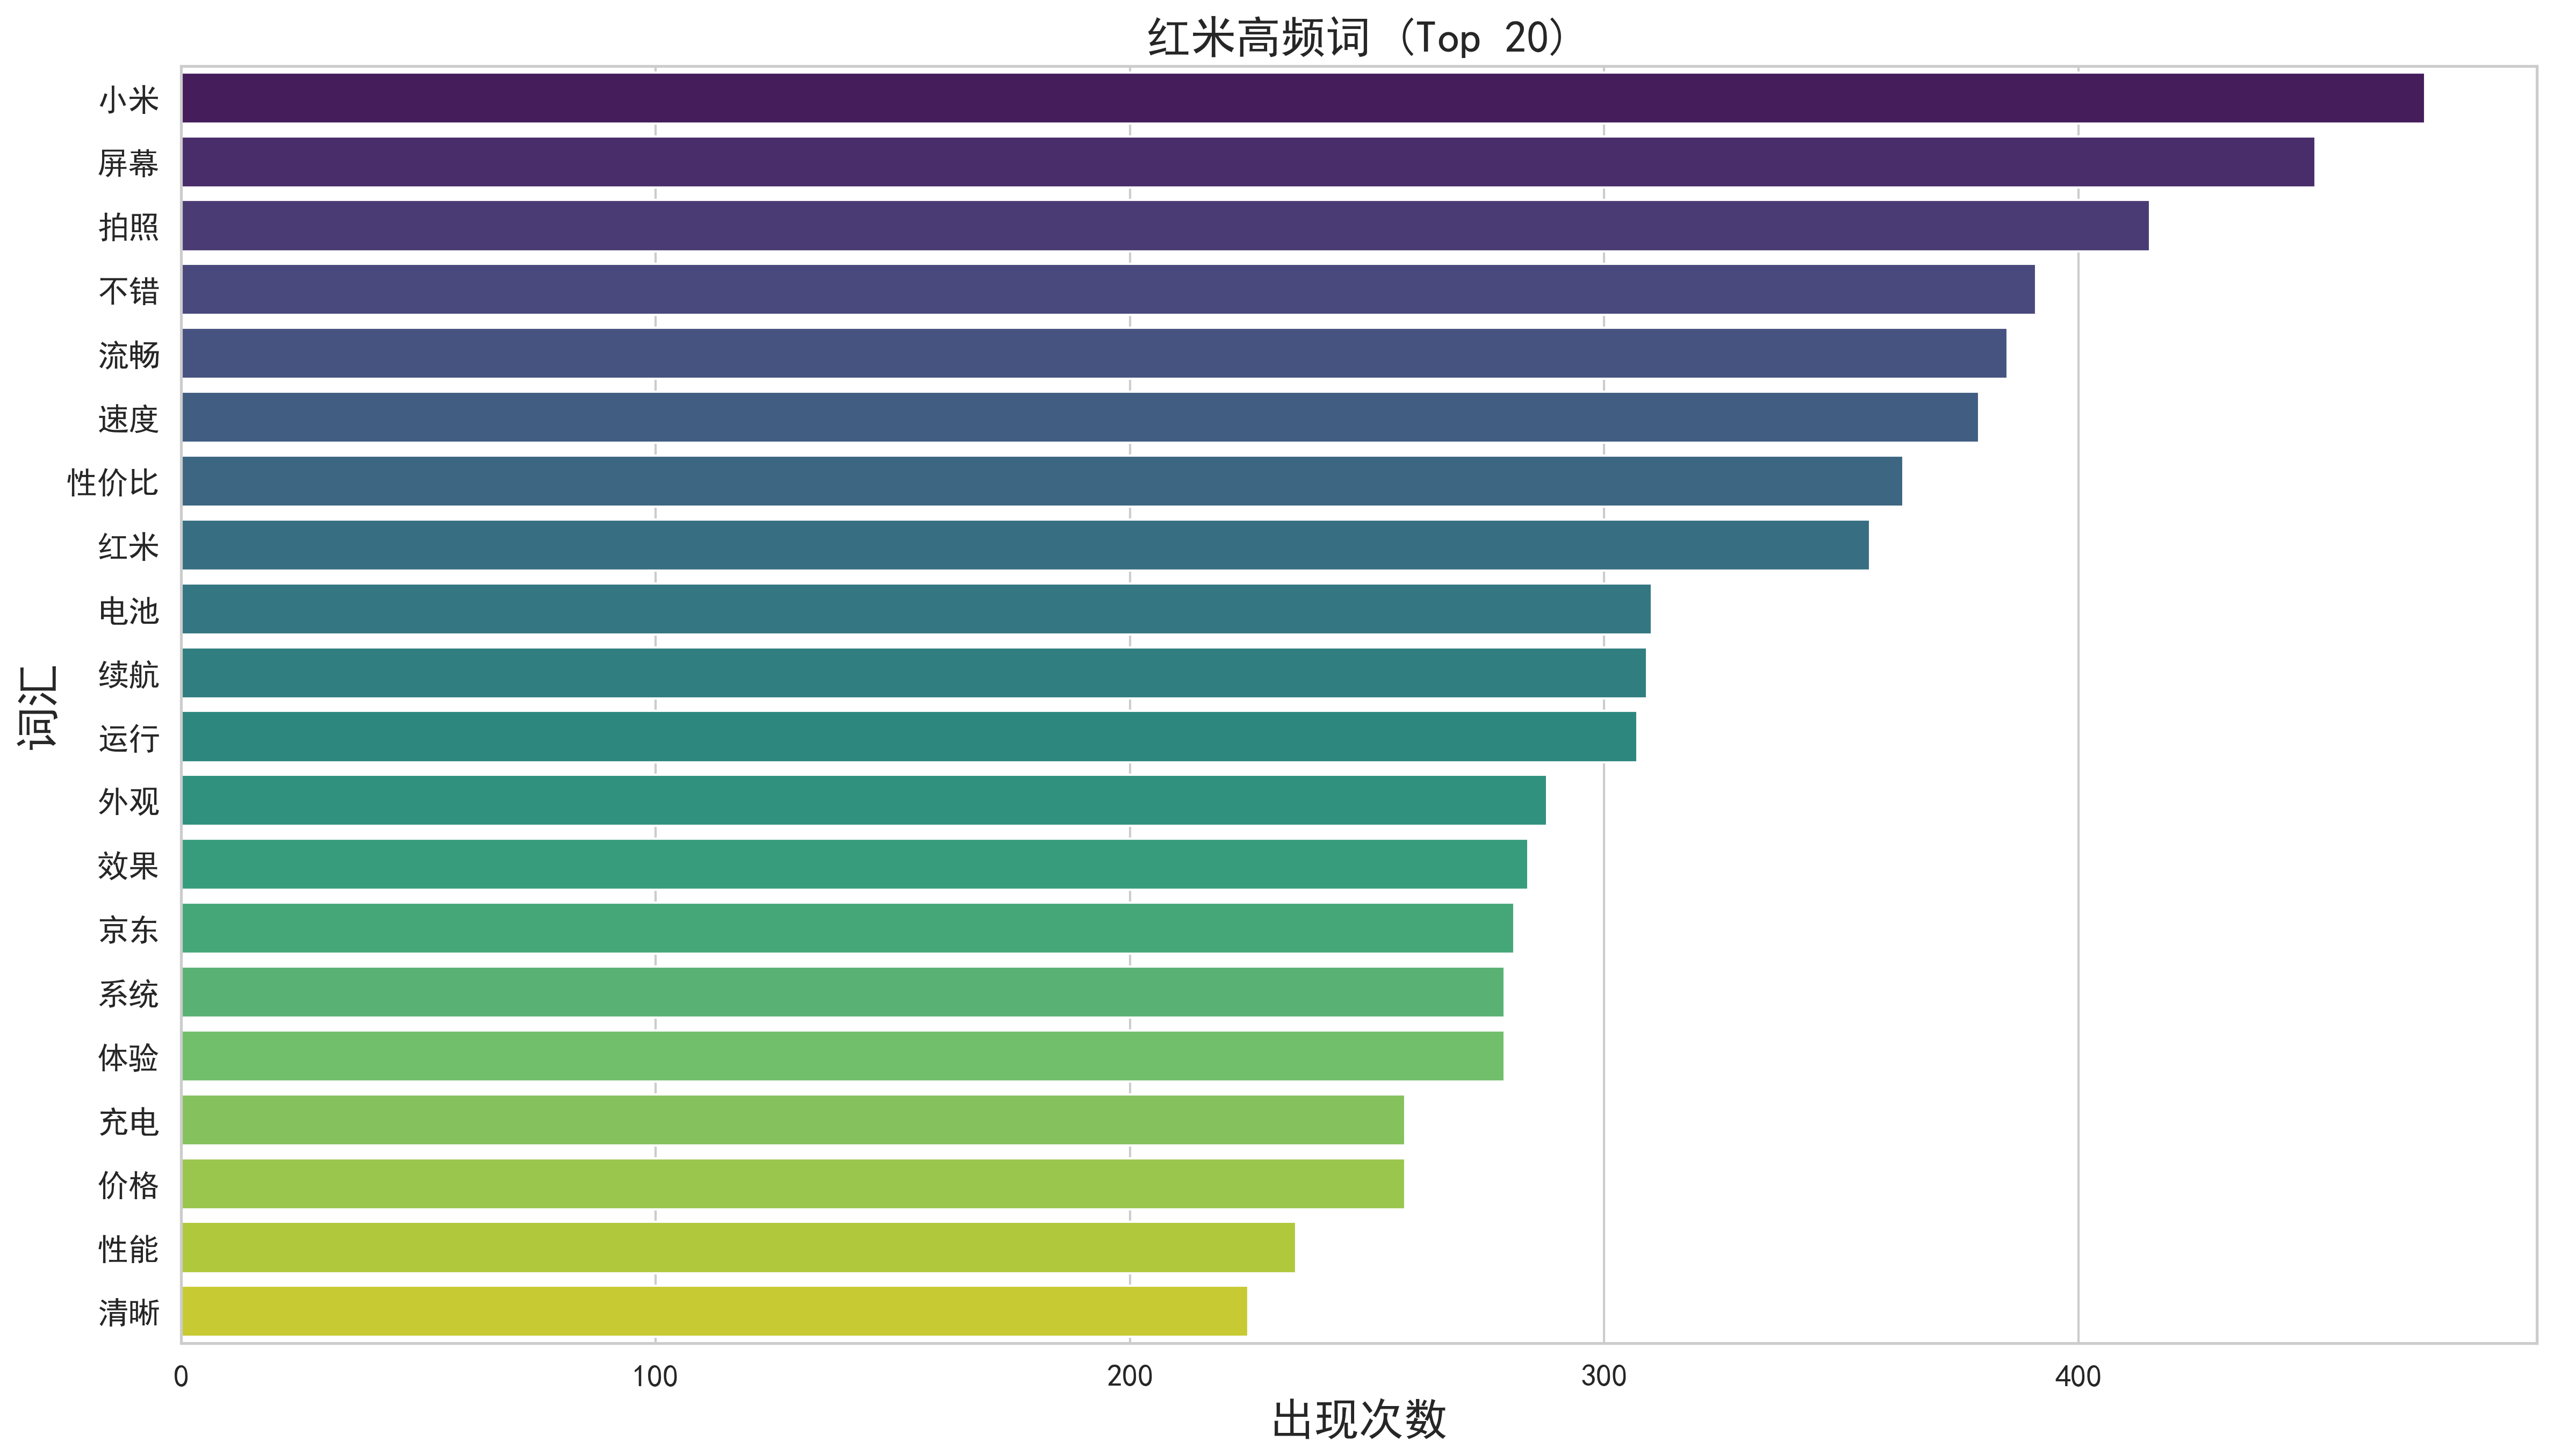 红米高频词 (Top 20)
小米
屏幕
拍照
不错
流畅
速度
性价比
红米
电池
续航
运行
外观
效果
京东
系统
体验
充电
价格
性能
清晰
词汇
0 100 200 300 400
出现次数